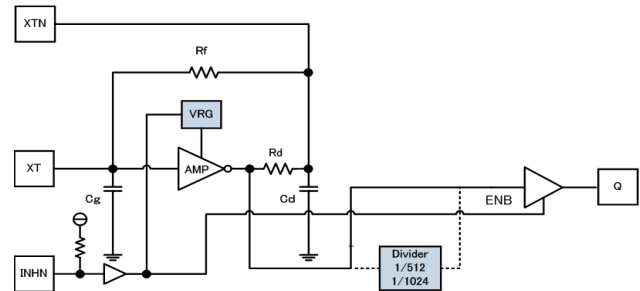 XTN
Rf
VRG
XT
AMP
Rd
Cg
Cd
ENB
Q
INHN
Divider
1/512
1/1024